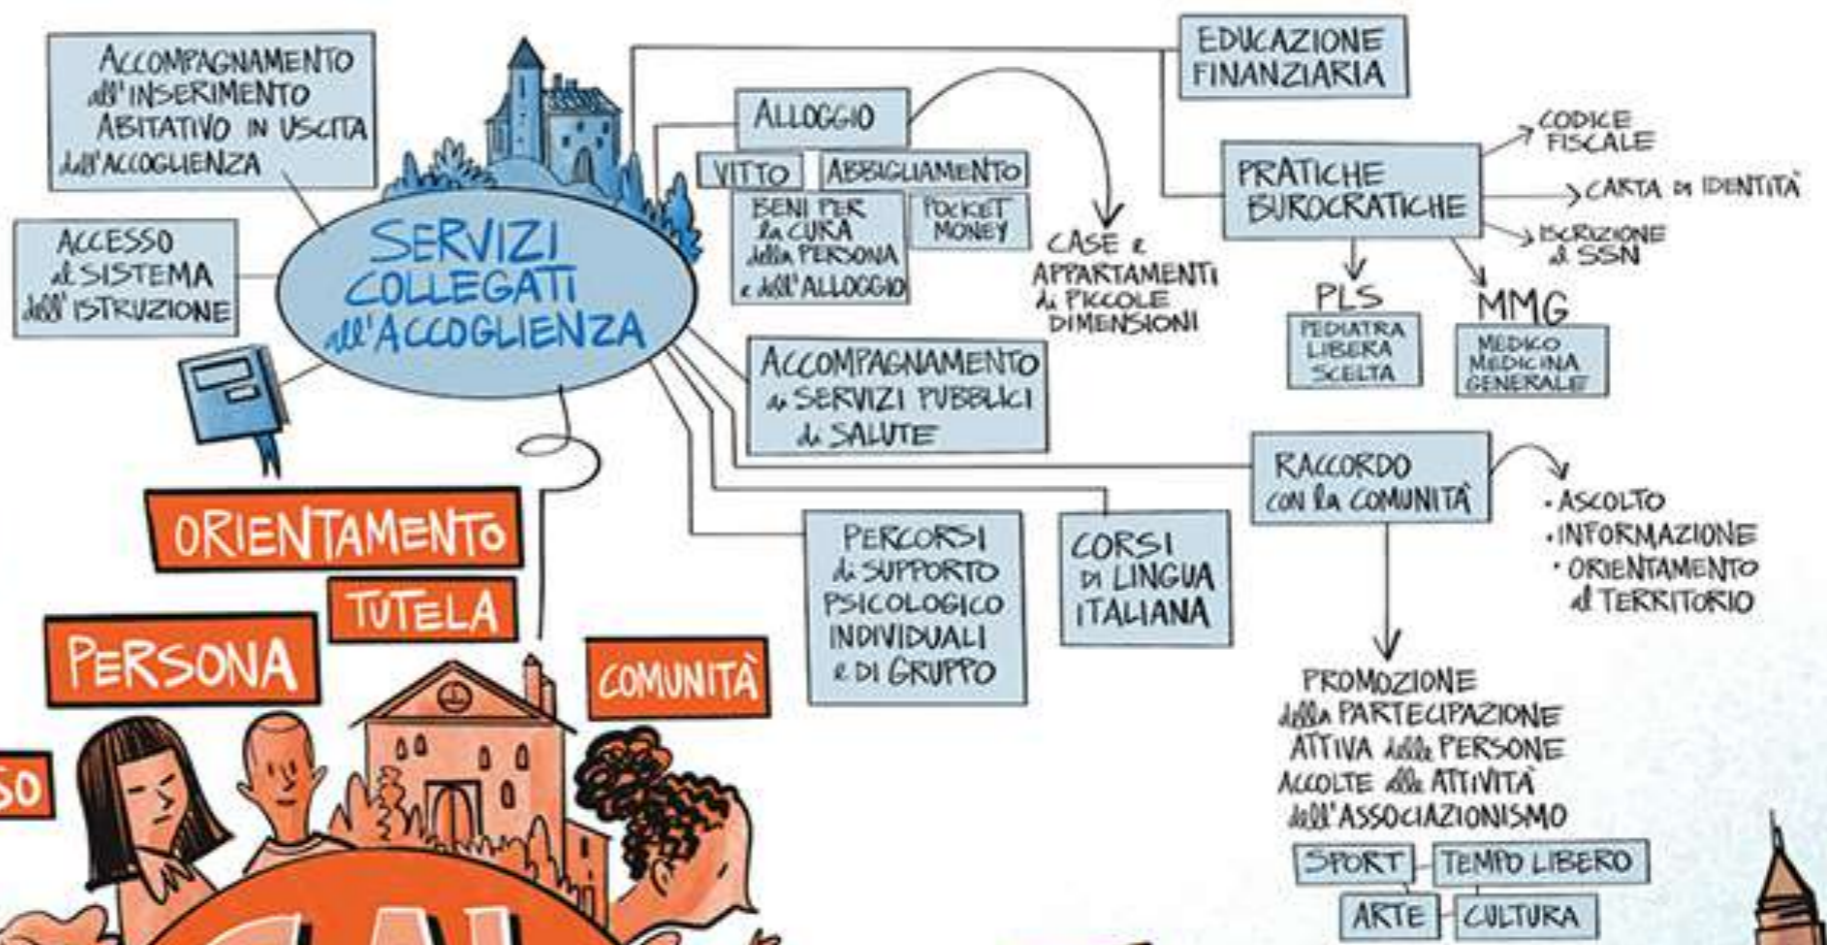 ACCOMPAGNAMENTO
all'INSERIMENTO
ABITATIVO IN USCITA
dall'ACCOGLIENZA
ACCESSO
al SISTEMA
dell'ISTRUZIONE
SERVIZI
COLLEGATI
all'ACCOGLIENZA
ALLOGGIO
VITTO
ABBIGLIAMENTO
BENI PER
la CURA
della PERSONA
e dell'ALLOGGIO
POCKET
MONEY
CASE e
APPARTAMENTI
di PICCOLE
DIMENSIONI
EDUCAZIONE
FINANZIARIA
PRATICHE
BUROCRATICHE
CODICE
FISCALE
CARTA DI IDENTITÀ
ISCRIZIONE
al SSN
PLS
PEDIATRA
LIBERA
SCELTA
MMG
MEDICO
MEDICINA
GENERALE
ACCOMPAGNAMENTO
ai SERVIZI PUBBLICI
di SALUTE
RACCORDO
con la COMUNITÀ
• ASCOLTO
• INFORMAZIONE
• ORIENTAMENTO
al TERRITORIO
PERCORSI
di SUPPORTO
PSICOLOGICO
INDIVIDUALI
e DI GRUPPO
CORSI
DI LINGUA
ITALIANA
PROMOZIONE
della PARTECIPAZIONE
ATTIVA delle PERSONE
ACCOLTE alle ATTIVITÀ
dell'ASSOCIAZIONISMO
SPORT
TEMPO LIBERO
ARTE
CULTURA
ORIENTAMENTO
TUTELA
PERSONA
COMUNITÀ
SO